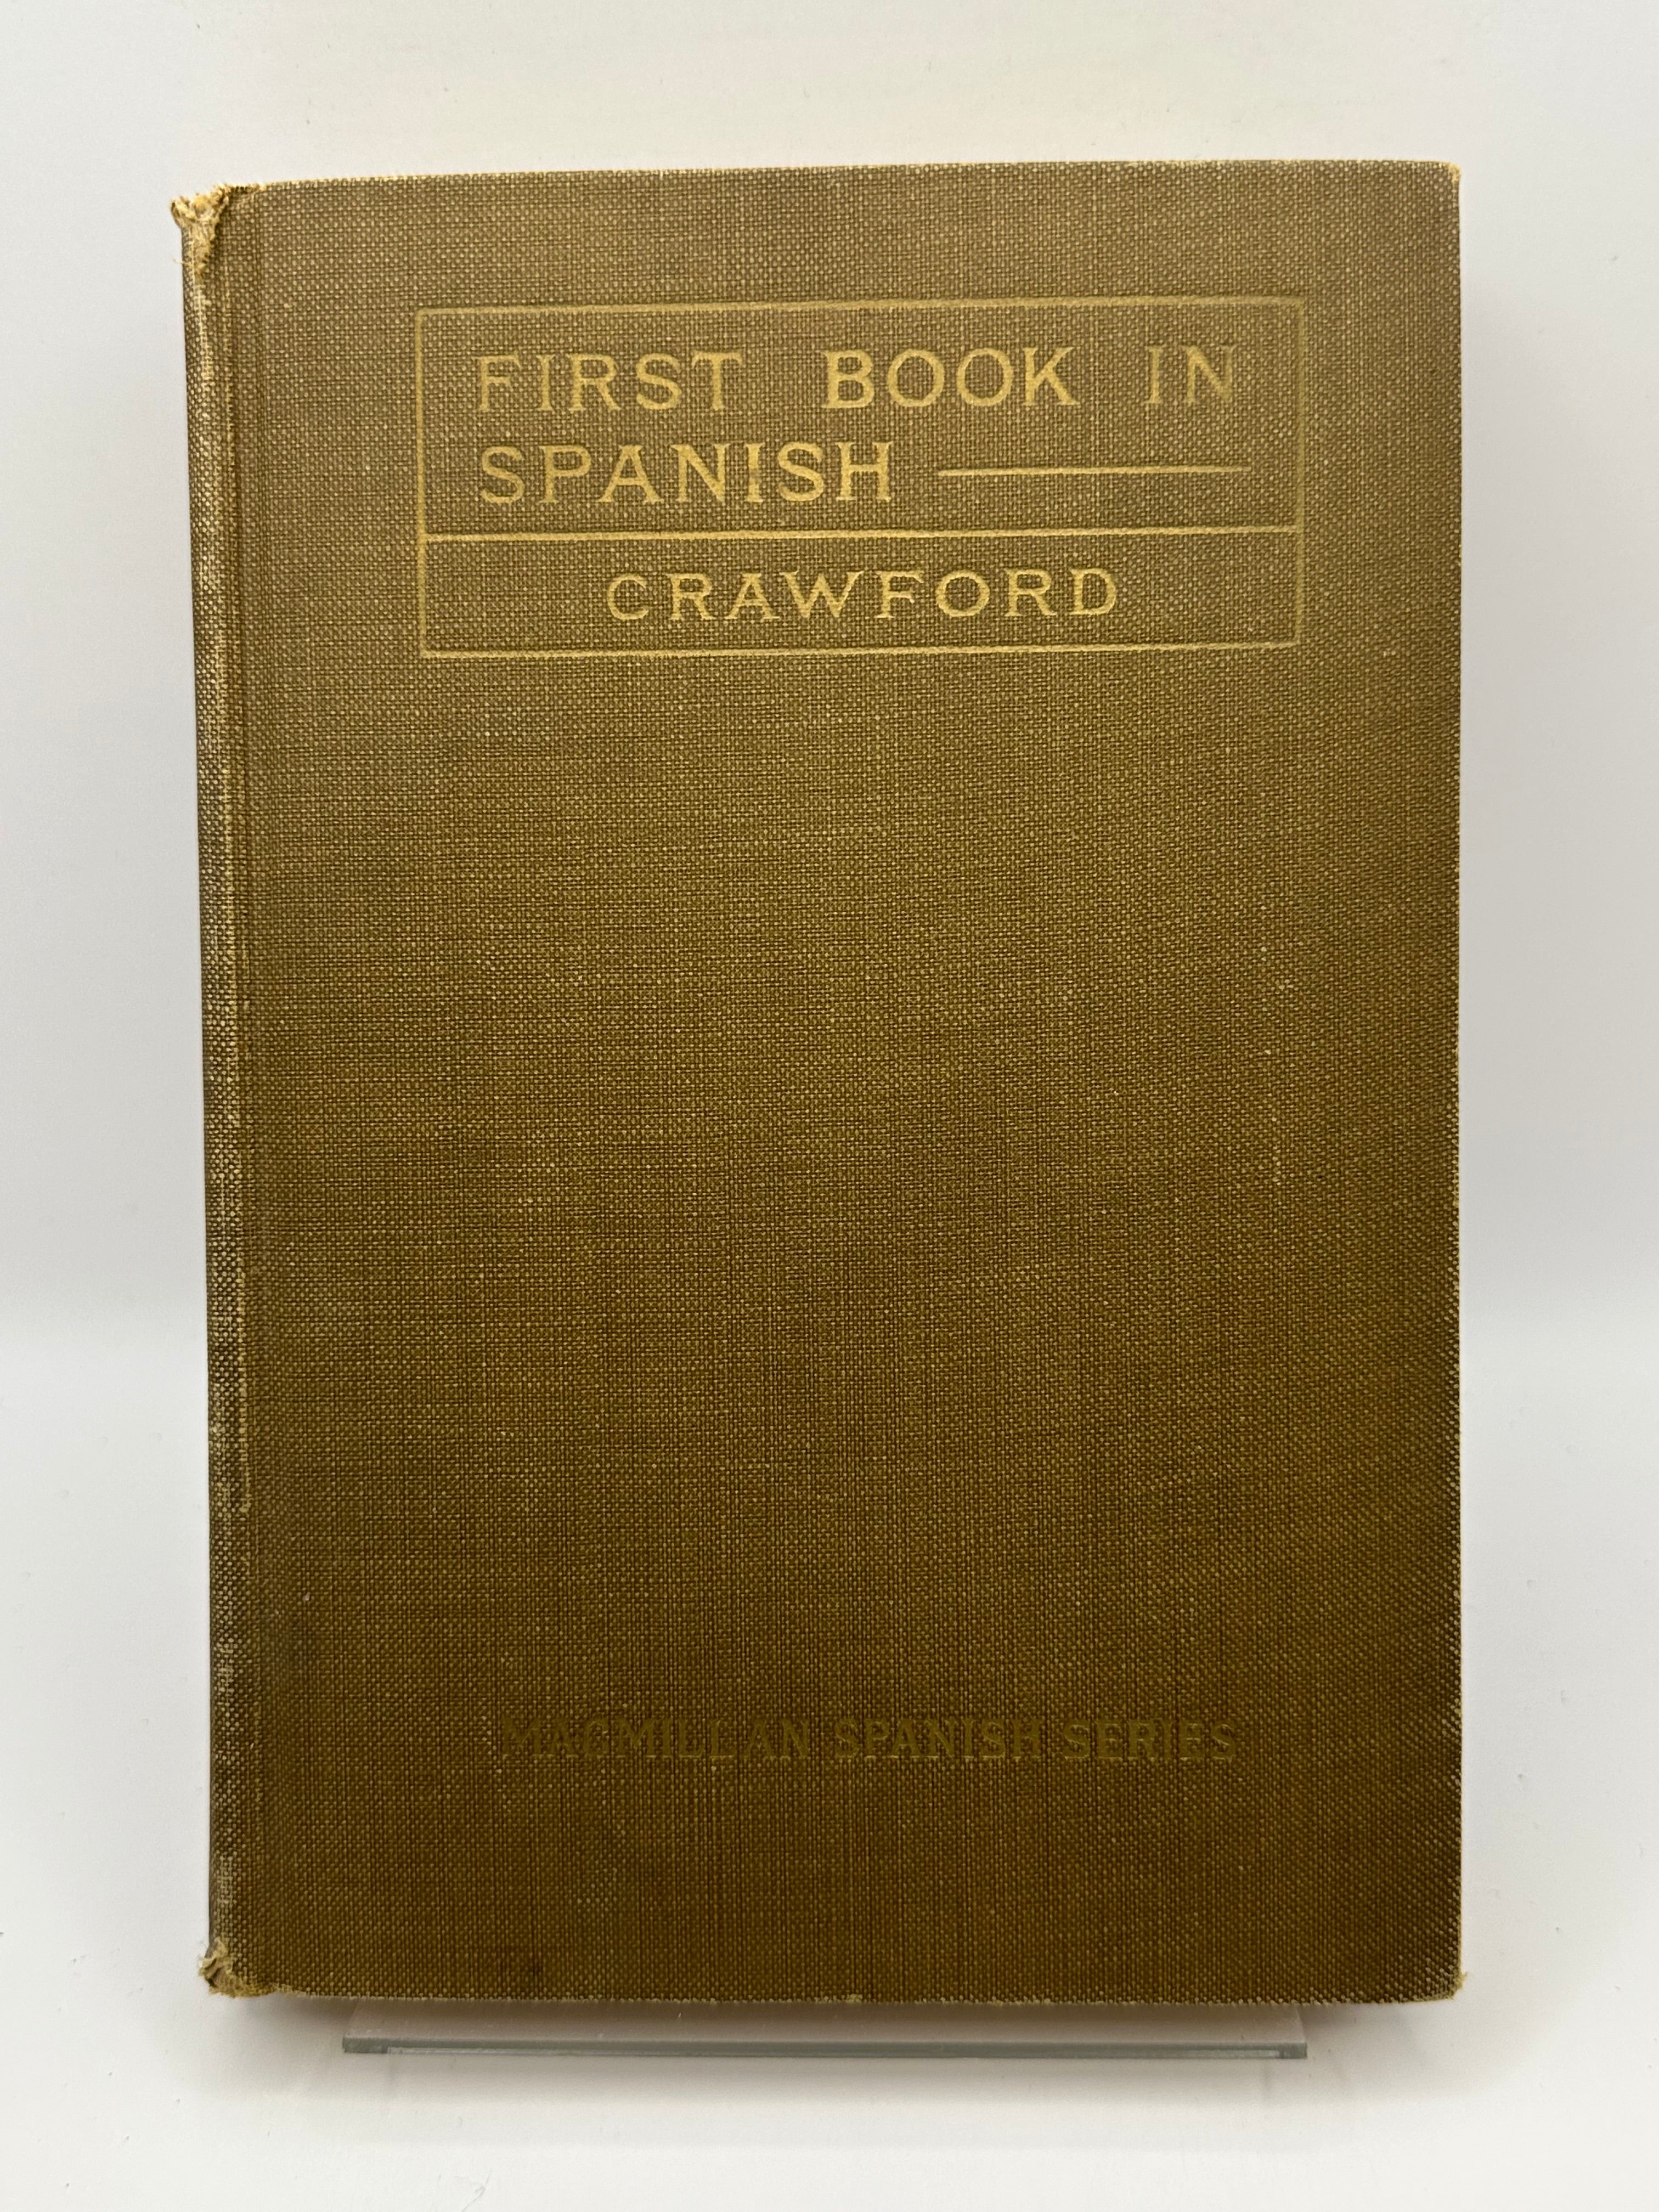 FIRST BOOK IN
SPANISH
CRAWFORD
MACMILLAN SPANISH SERIES